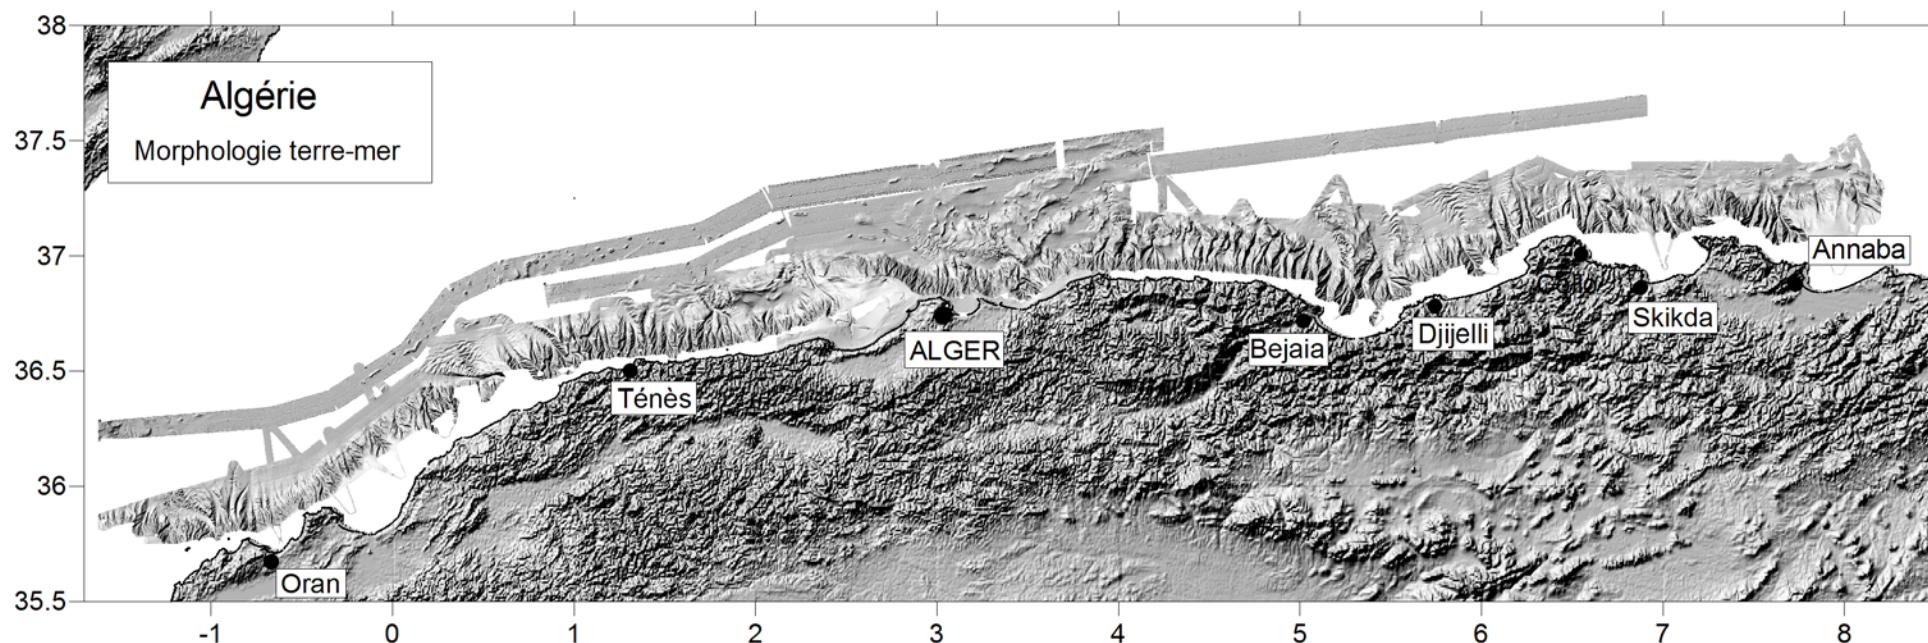 38
Algérie
Morphologie terre-mer
37.5
37
Annaba
Collo
Skikda
Djijelli
Bejaia
ALGER
36.5
Ténès
36
Oran
35.5
-1 0 1 2 3 4 5 6 7 8